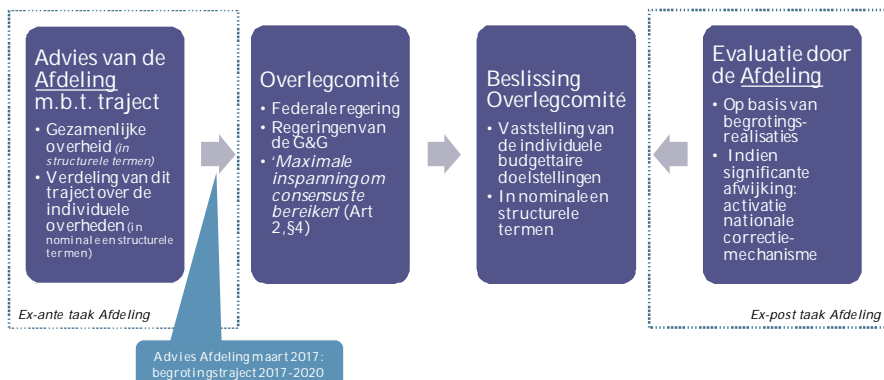 Advies van de
Afdeling
m.b.t. traject
• Gezamenlijke
overheid (in
structurele termen)
• Verdeling van dit
traject over de
individuele
overheden (in
nominale en structurele
termen)
Ex-ante taak Afdeling
Overlegcomité
• Federale regering
• Regeringen van
de G&G
• ‘Maximale
inspanning om
consensus te
bereiken’ (Art
2,§4)
Beslissing
Overlegcomité
• Vaststelling van
de individuele
budgettaire
doelstellingen
• In nominale en
structurele
termen
Evaluatie door
de Afdeling
• Op basis van
begrotings-
realisaties
• Indien
significante
afwijking:
activatie
nationale
correctie-
mechanisme
Ex-post taak Afdeling
Advies Afdeling maart 2017:
begrotingstraject 2017-2020